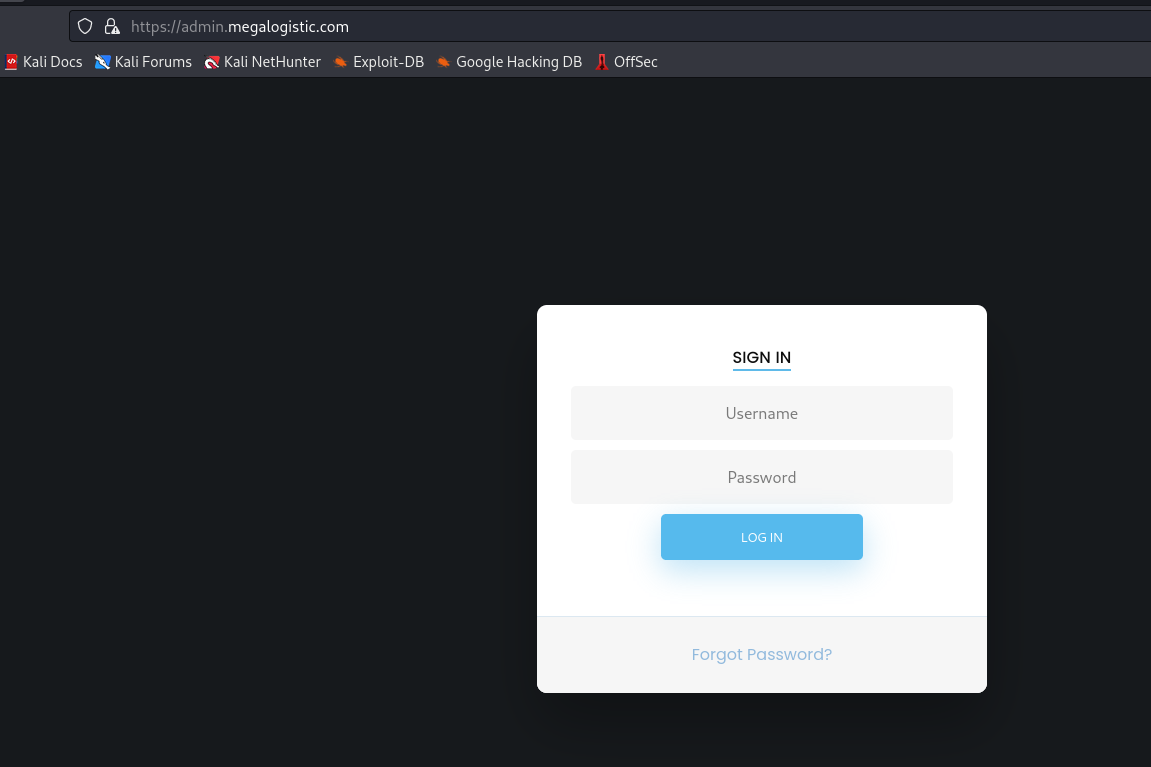 https://admin.megalogistic.com
Kali Docs Kali Forums Kali NetHunter Exploit-DB Google Hacking DB OffSec
SIGN IN
Username
Password
LOG IN
Forgot Password?